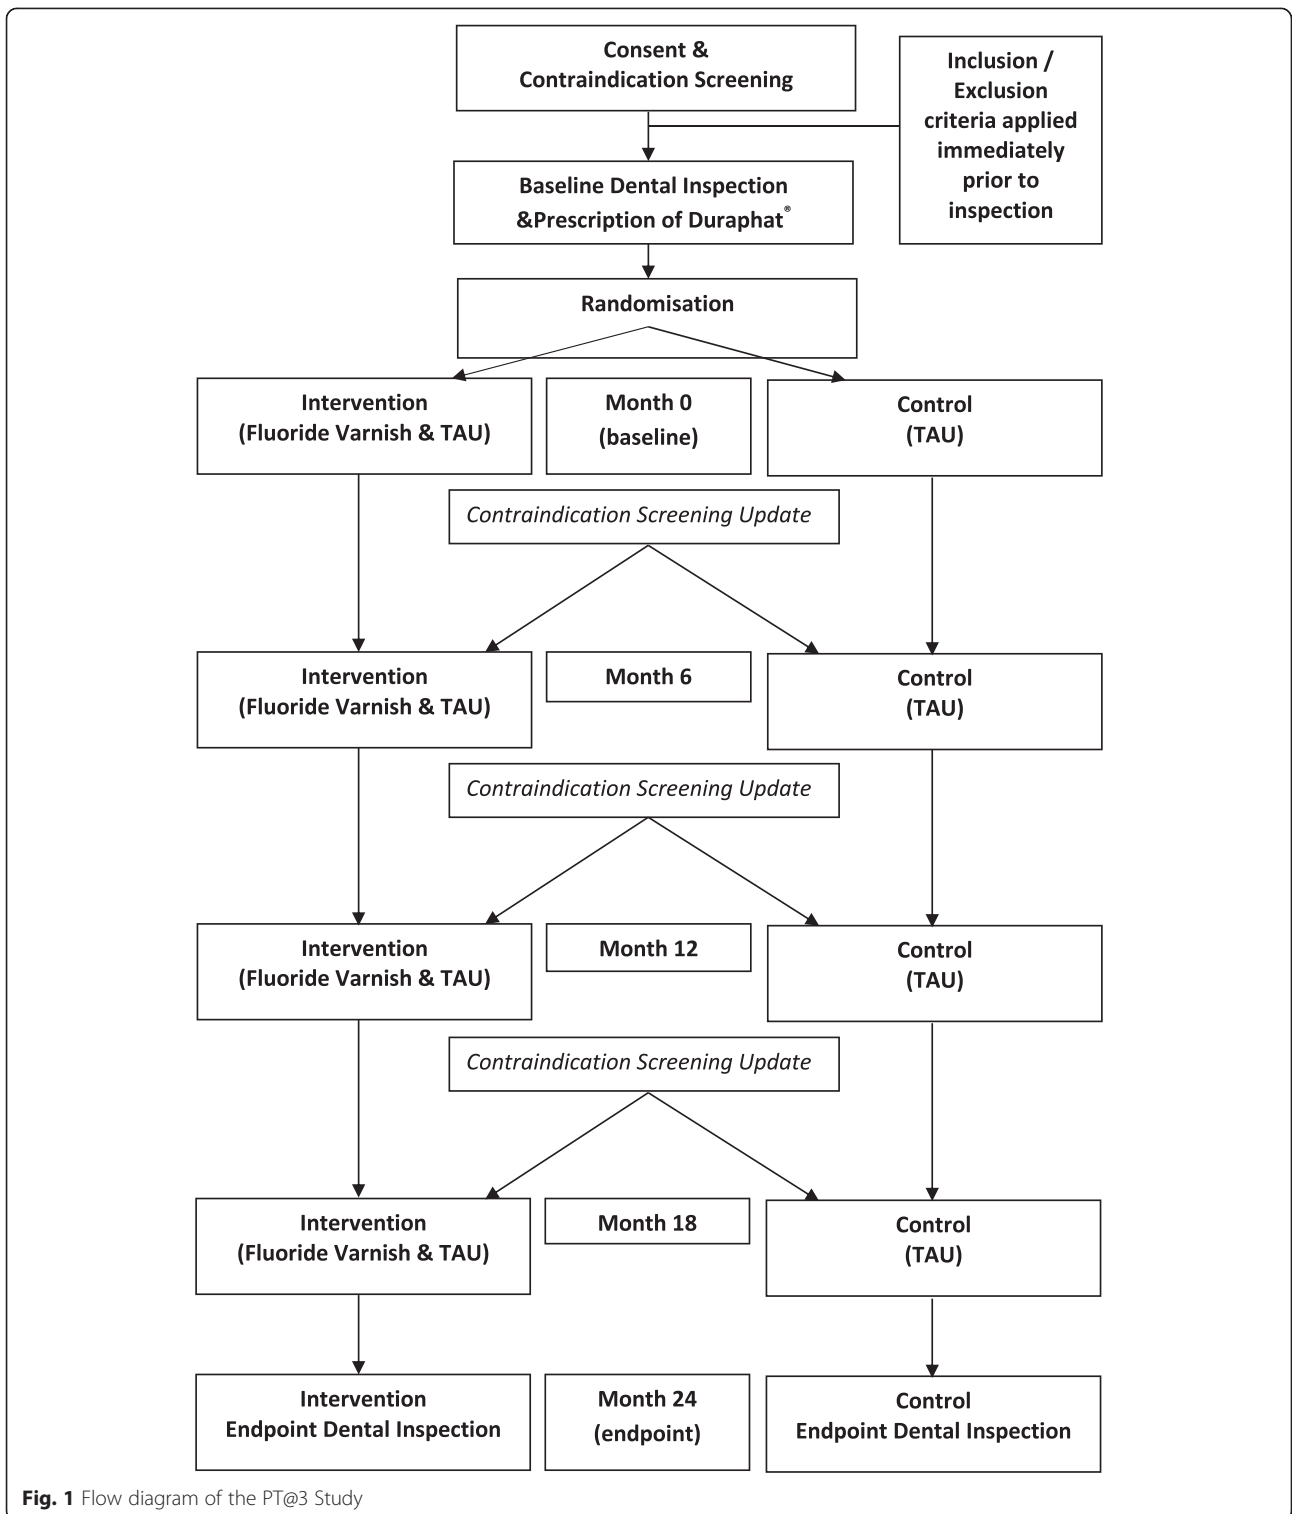 Consent &
Contraindication Screening
Inclusion /
Exclusion
criteria applied
immediately
prior to
inspection
Baseline Dental Inspection
&Prescription of Duraphat®
Randomisation
Intervention
(Fluoride Varnish & TAU)
Month 0
(baseline)
Control
(TAU)
Contraindication Screening Update
Intervention
(Fluoride Varnish & TAU)
Month 6
Control
(TAU)
Contraindication Screening Update
Intervention
(Fluoride Varnish & TAU)
Month 12
Control
(TAU)
Contraindication Screening Update
Intervention
(Fluoride Varnish & TAU)
Month 18
Control
(TAU)
Intervention
Endpoint Dental Inspection
Month 24
(endpoint)
Control
Endpoint Dental Inspection
Fig. 1 Flow diagram of the PT@3 Study